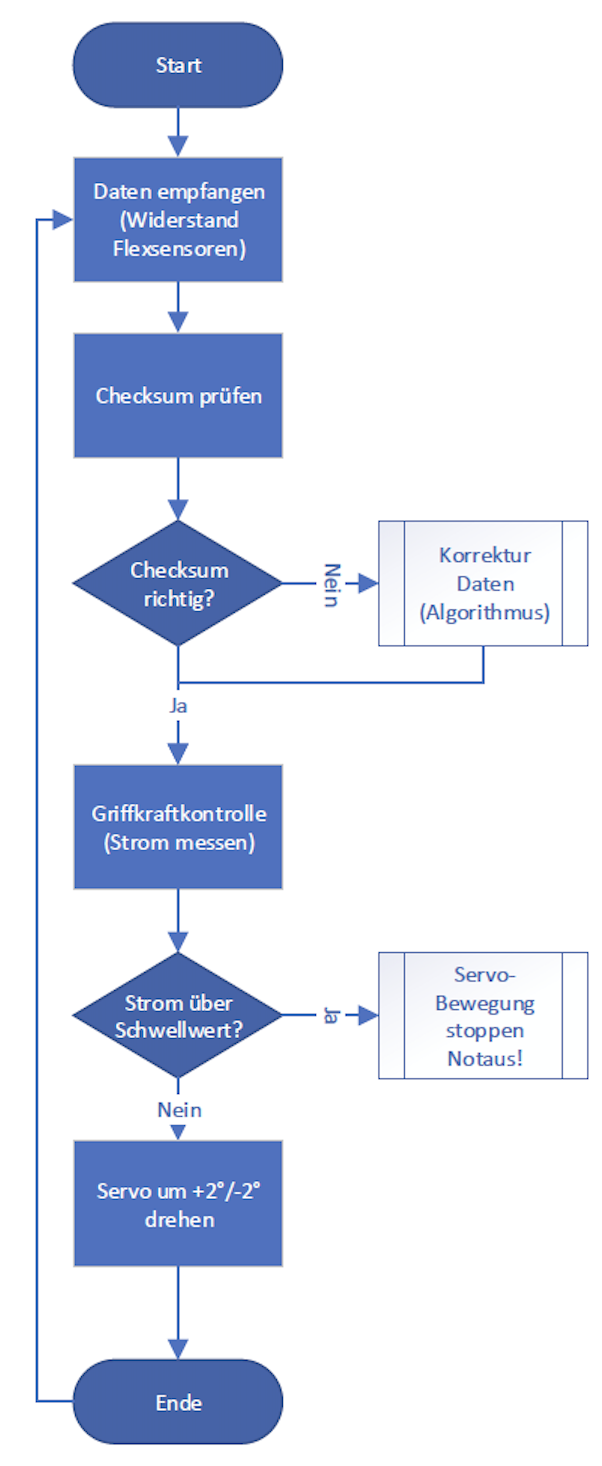 Start
Daten empfangen
(Widerstand
Flexsensoren)
Checksum prüfen
Checksum
richtig?
Nein
Korrektur
Daten
(Algorithmus)
Ja
Griffkraftkontrolle
(Strom messen)
Strom über
Schwellwert?
Ja
Servo-
Bewegung
stoppen
Notaus!
Nein
Servo um +2°/-2°
drehen
Ende